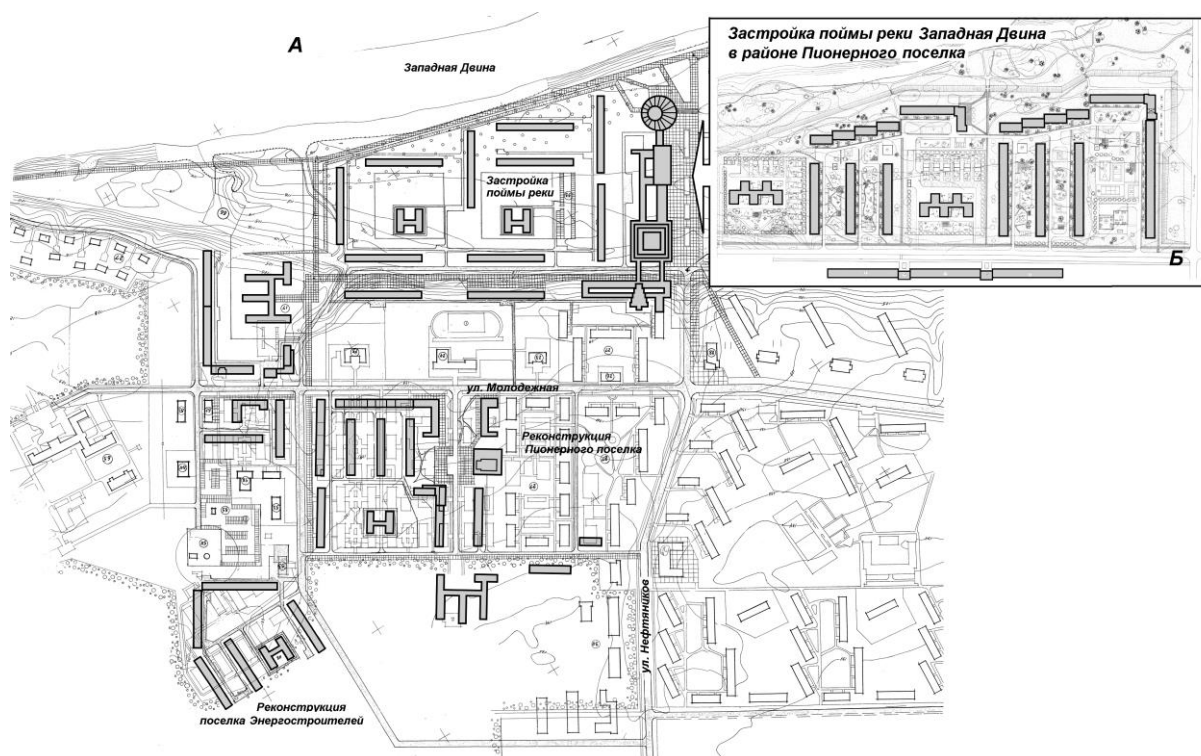 А
Западная Двина
Застройка поймы реки Западная Двина
в районе Пионерного поселка
Застройка
поймы реки
Б
ул. Молодежная
Реконструкция
Пионерного поселка
ул. Нефтяников
Реконструкция
поселка Энергостроителей